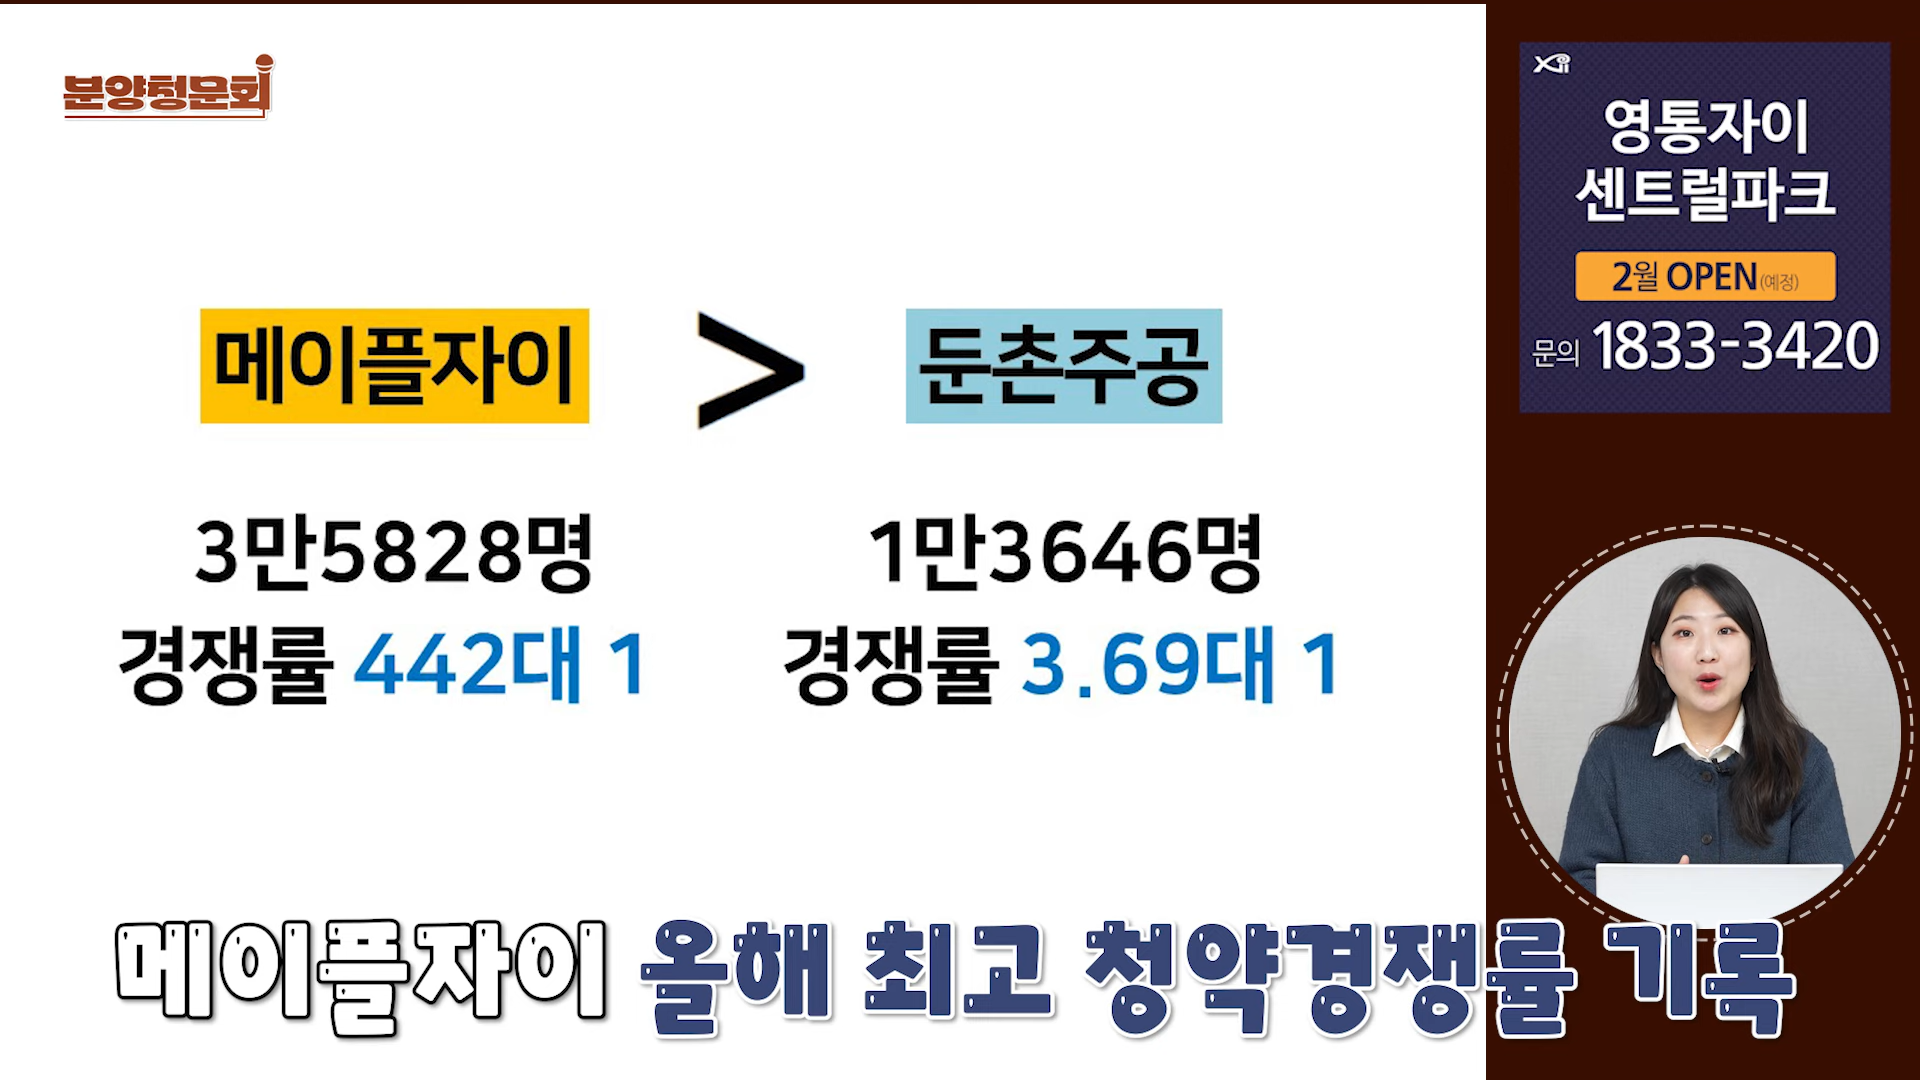 분양청문회
메이플자이 > 둔촌주공
3만5828명
경쟁률 442대 1
1만3646명
경쟁률 3.69대 1
Xi
영통자이
센트럴파크
2월 OPEN(예정)
문의 1833-3420
메이플자이 올해 최고 청약경쟁률 기록